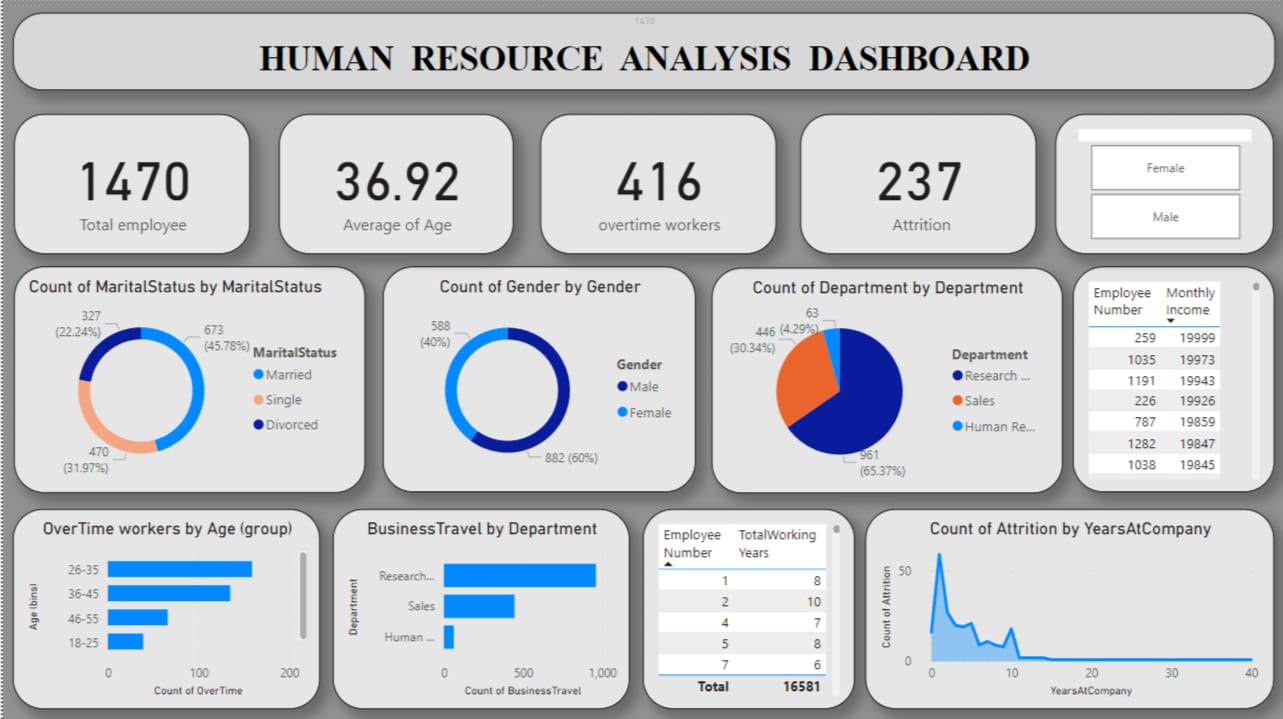 1470
HUMAN RESOURCE ANALYSIS DASHBOARD
1470
Total employee
36.92
Average of Age
416
overtime workers
237
Attrition
Female
Male
Count of MaritalStatus by MaritalStatus
327
(22.24%)
673
(45.78%)
470
(31.97%)
MaritalStatus
Married
Single
Divorced
Count of Gender by Gender
588
(40%)
882 (60%)
Gender
Male
Female
Count of Department by Department
63
(4.29%)
446
(30.34%)
961
(65.37%)
Department
Research ...
Sales
Human Re...
Employee Monthly
Number Income
259 19999
1035 19973
1191 19943
226 19926
787 19859
1282 19847
1038 19845
OverTime workers by Age (group)
Age (bins)
26-35
36-45
46-55
18-25
0 100 200
Count of OverTime
BusinessTravel by Department
Department
Research...
Sales
Human ...
0 500 1,000
Count of BusinessTravel
Employee TotalWorking
Number Years
1 8
2 10
4 7
5 8
7 6
Total 16581
Count of Attrition by YearsAtCompany
Count of Attrition
50
0
0 10 20 30 40
YearsAtCompany